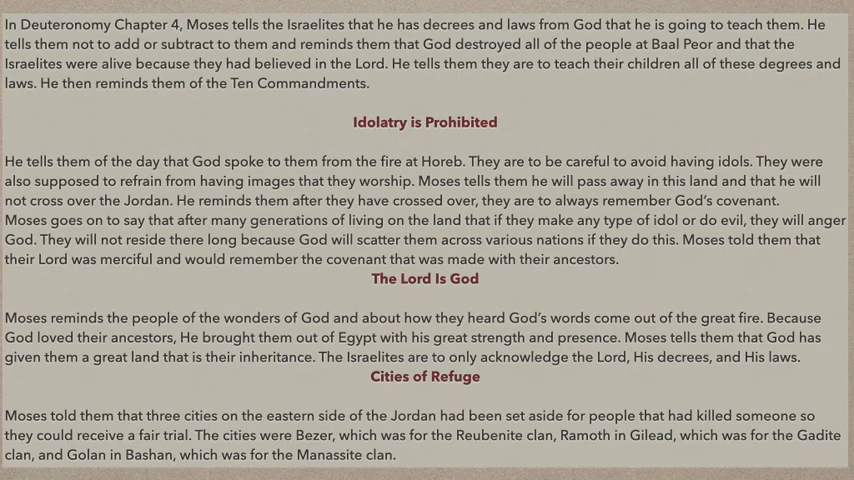 In Deuteronomy Chapter 4, Moses tells the Israelites that he has decrees and laws from God that he is going to teach them. He
tells them not to add or subtract to them and reminds them that God destroyed all of the people at Baal Peor and that the
Israelites were alive because they had believed in the Lord. He tells them they are to teach their children all of these degrees and
laws. He then reminds them of the Ten Commandments.
Idolatry is Prohibited
He tells them of the day that God spoke to them from the fire at Horeb. They are to be careful to avoid having idols. They were
also supposed to refrain from having images that they worship. Moses tells them he will pass away in this land and that he will
not cross over the Jordan. He reminds them after they have crossed over, they are to always remember God’s covenant.
Moses goes on to say that after many generations of living on the land that if they make any type of idol or do evil, they will anger
God. They will not reside there long because God will scatter them across various nations if they do this. Moses told them that
their Lord was merciful and would remember the covenant that was made with their ancestors.
The Lord Is God
Moses reminds the people of the wonders of God and about how they heard God’s words come out of the great fire. Because
God loved their ancestors, He brought them out of Egypt with his great strength and presence. Moses tells them that God has
given them a great land that is their inheritance. The Israelites are to only acknowledge the Lord, His decrees, and His laws.
Cities of Refuge
Moses told them that three cities on the eastern side of the Jordan had been set aside for people that had killed someone so
they could receive a fair trial. The cities were Bezer, which was for the Reubenite clan, Ramoth in Gilead, which was for the Gadite
clan, and Golan in Bashan, which was for the Manassite clan.